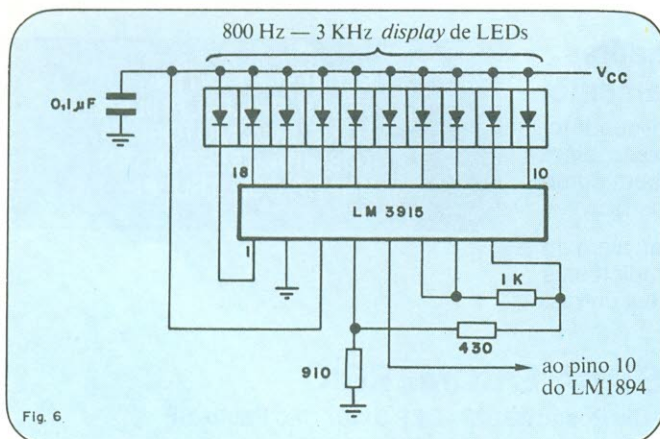 800 Hz — 3 KHz display de LEDs
VCC
0,1µF
18
10
LM 3915
1
1K
430
910
ao pino 10
do LM1894
Fig. 6.